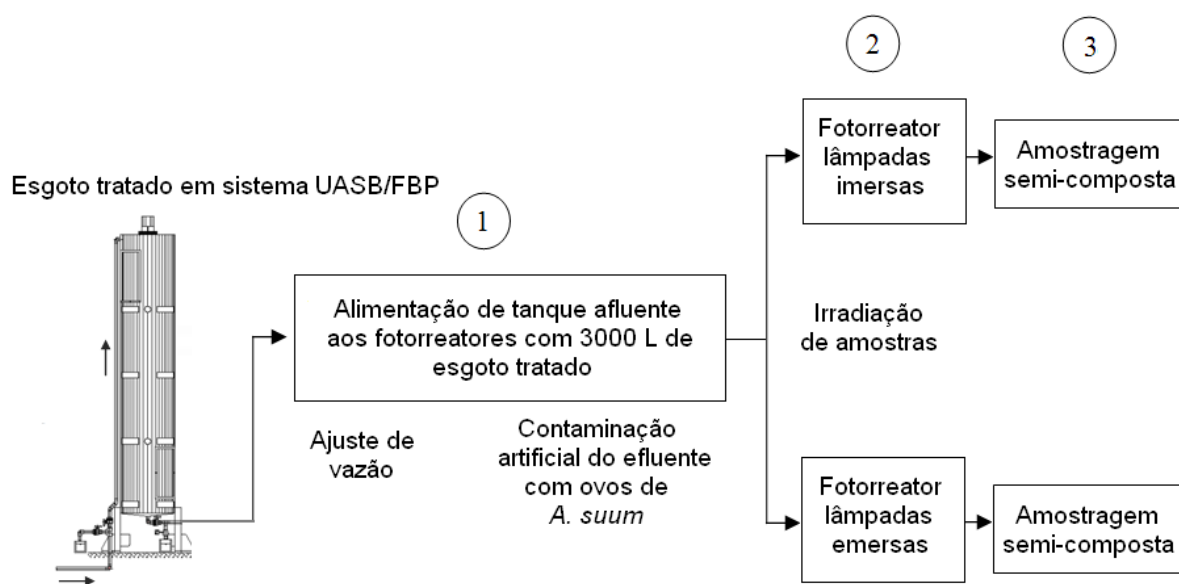 2
3
Fotorreator
lâmpadas
imersas
Amostragem
semi-composta
Esgoto tratado em sistema UASB/FBP
1
Alimentação de tanque afluente
aos fotorreatores com 3000 L de
esgoto tratado
Irradiação
de amostras
Ajuste de
vazão
Contaminação
artificial do efluente
com ovos de
A. suum
Fotorreator
lâmpadas
emersas
Amostragem
semi-composta